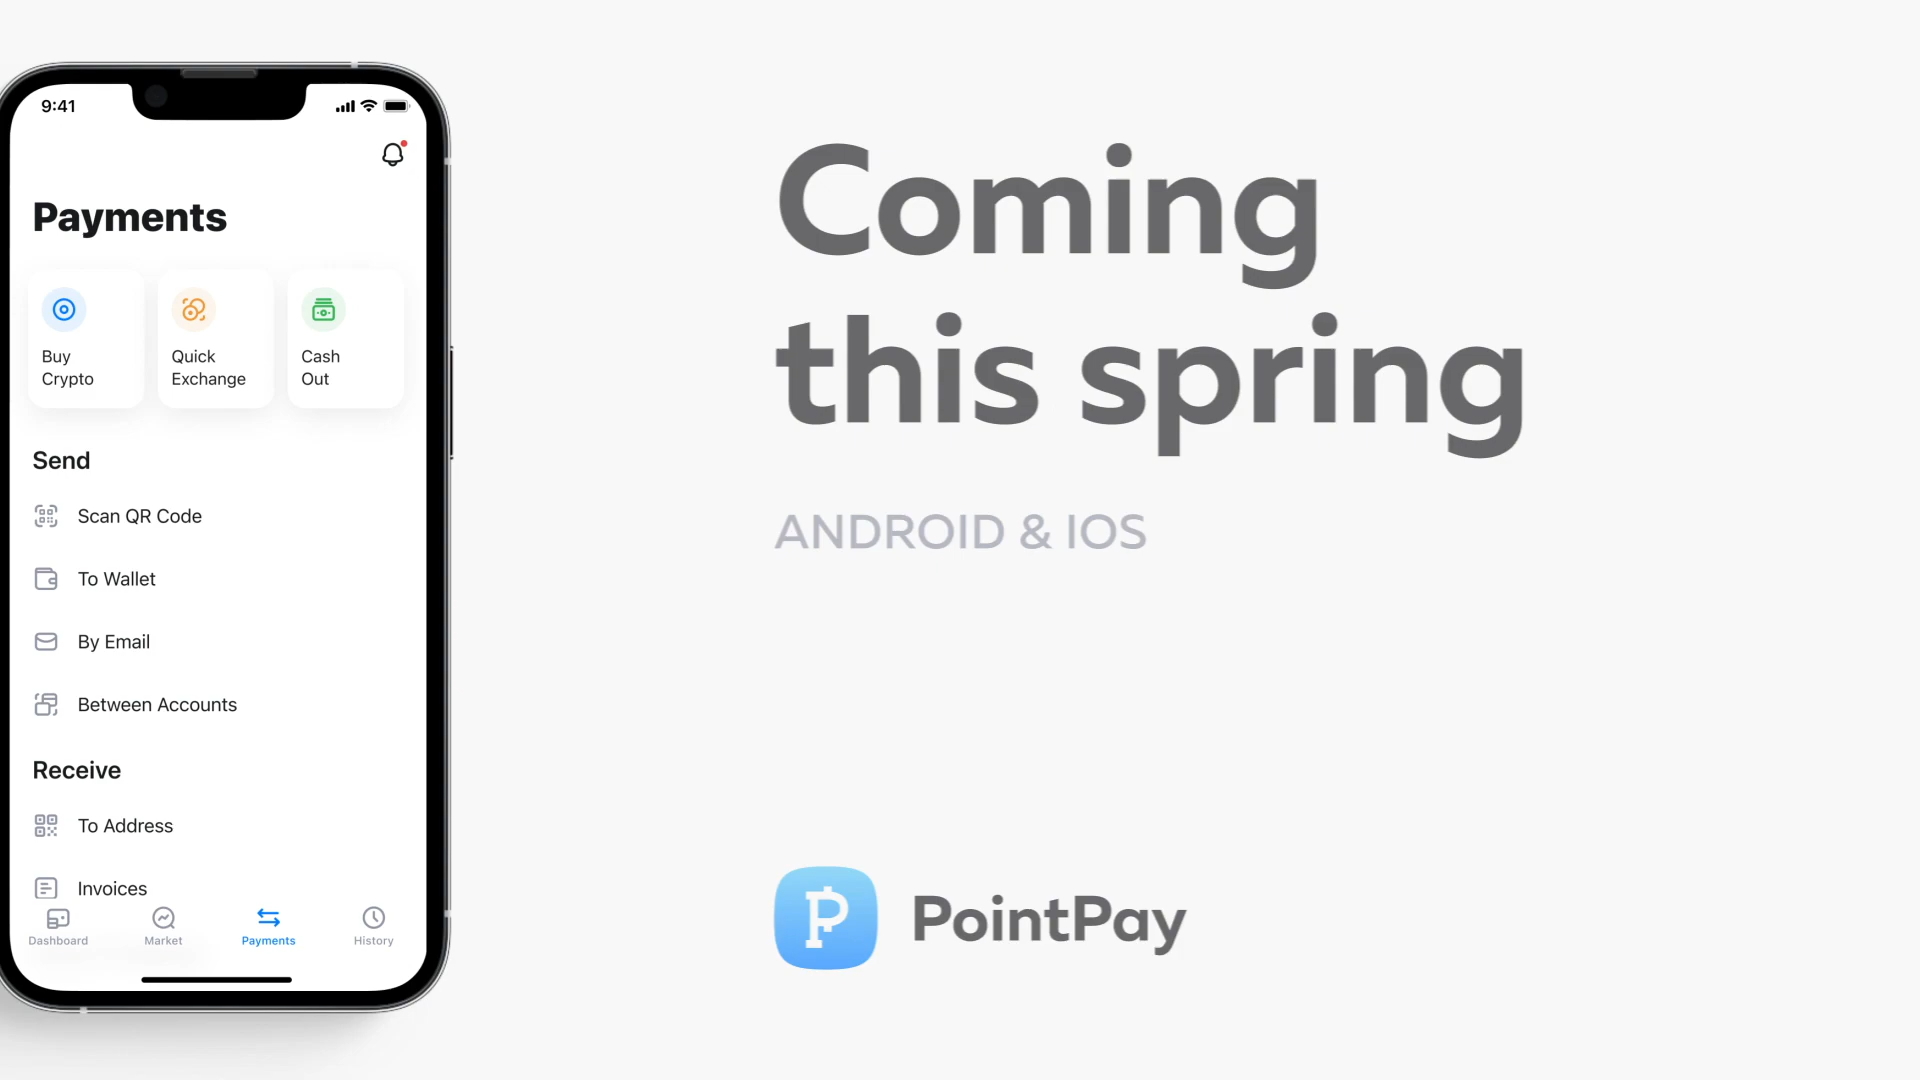 9:41
Payments
Buy
Crypto
Quick
Exchange
Cash
Out
Send
Scan QR Code
To Wallet
By Email
Between Accounts
Receive
To Address
Invoices
Dashboard
Market
Payments
History
Coming
this spring
ANDROID & IOS
PointPay